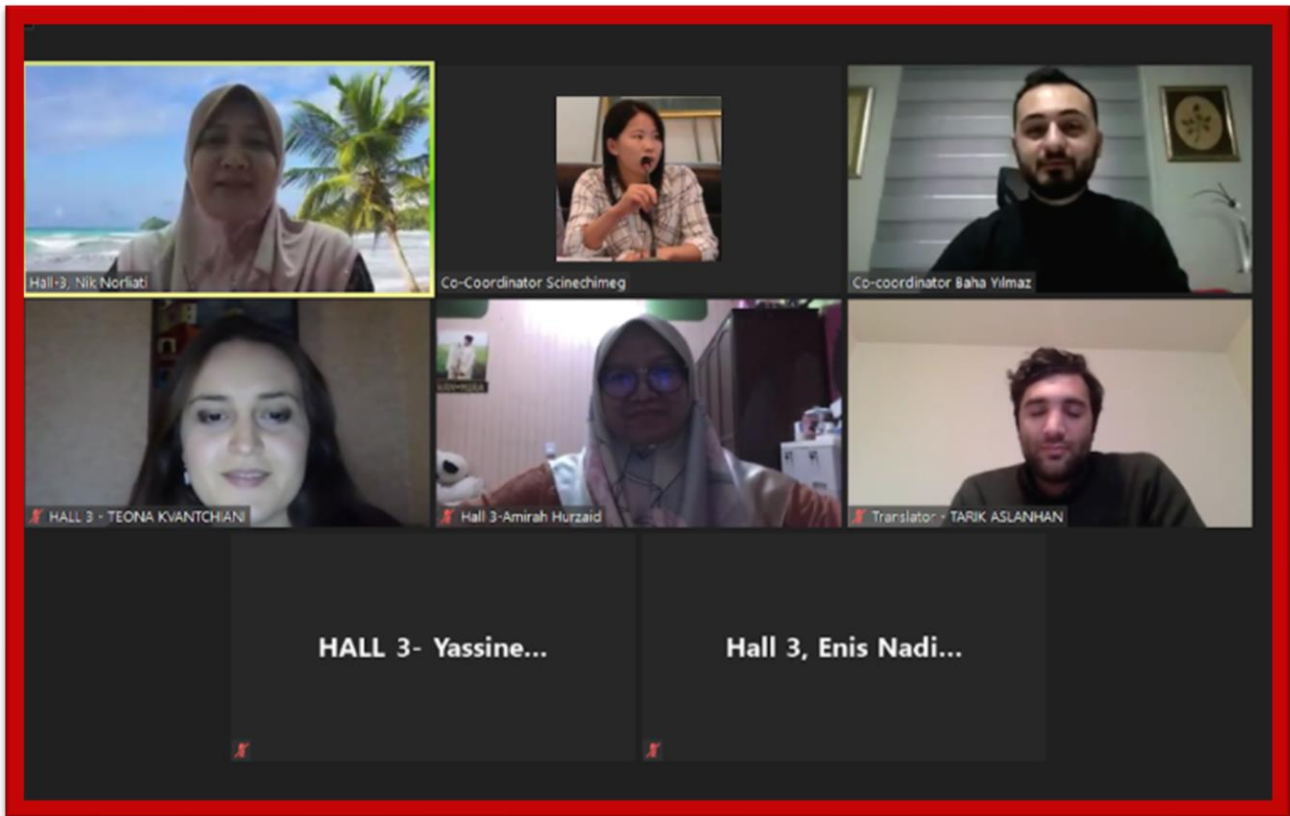 Hall-3, Nik Norliati
Co-Coordinator Scinechimeg
Co-coordinator Baha Yılmaz
HALL 3 - TEONA KVANTCHIANI
Hall 3-Amirah Hurzaid
Translator - TARIK ASLANHAN
HALL 3- Yassine...
Hall 3, Enis Nadi...